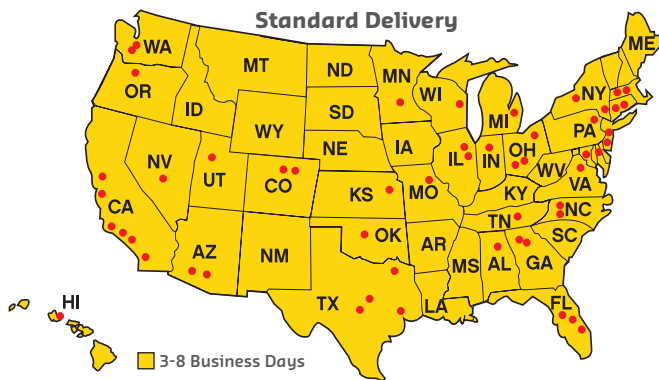 Standard Delivery
WA
OR
MT
ID
WY
ND
SD
NE
MN
WI
IA
MI
NY
ME
PA
NV
UT
CO
KS
MO
IL
IN
OH
WV
VA
KY
CA
AZ
NM
OK
AR
TN
NC
SC
TX
LA
MS
AL
GA
FL
HI
3-8 Business Days